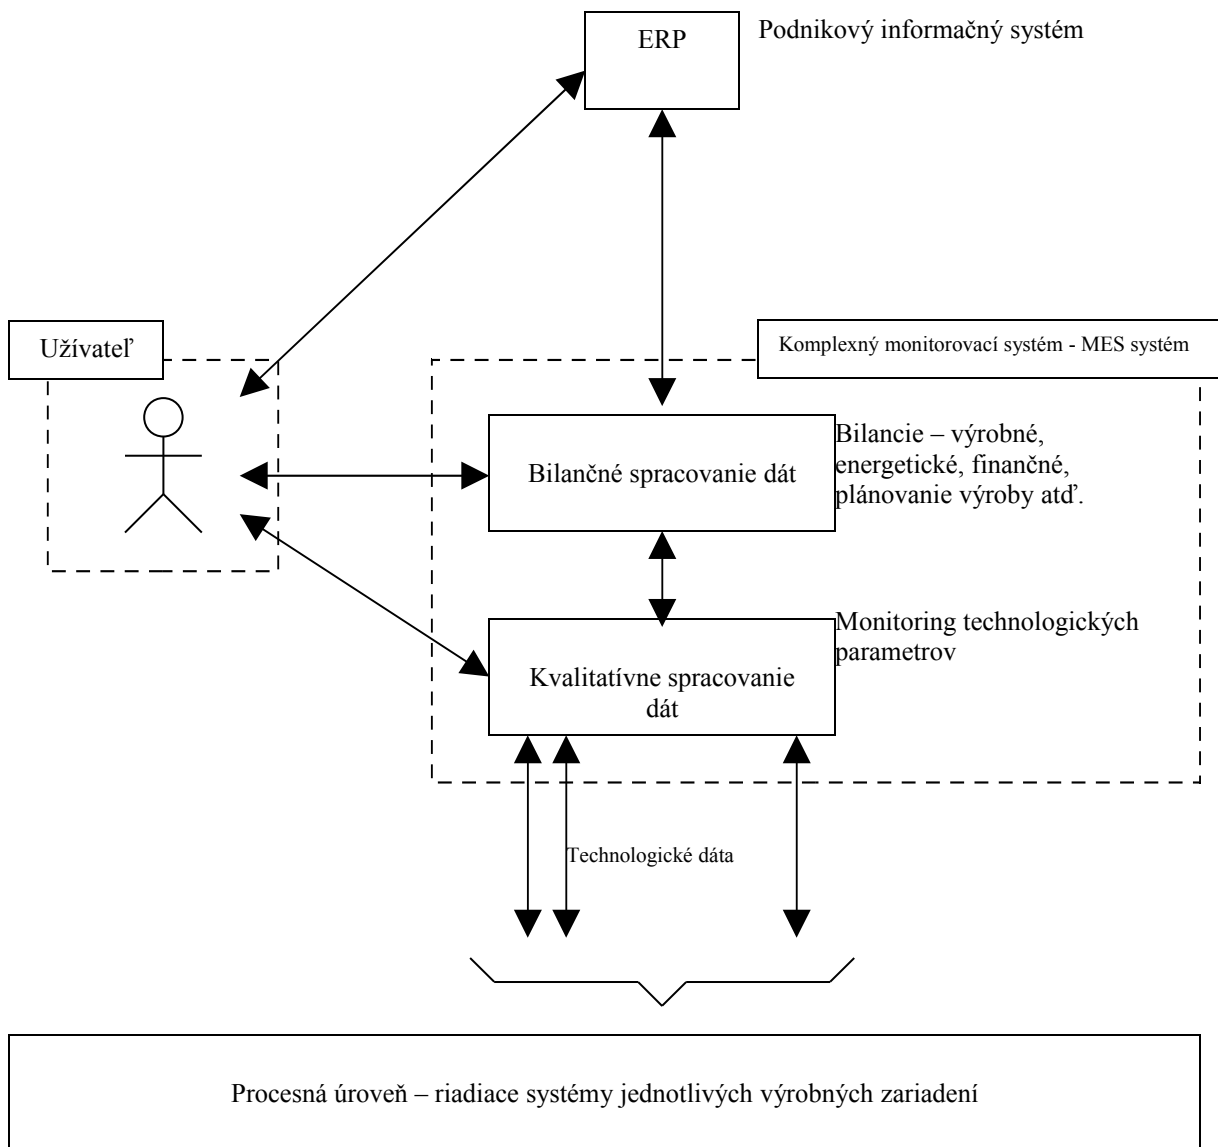 ERP
Podnikový informačný systém
Užívateľ
Komplexný monitorovací systém - MES systém
Bilančné spracovanie dát
Bilancie – výrobné,
energetické, finančné,
plánovanie výroby atď.
Kvalitatívne spracovanie
dát
Monitoring technologických
parametrov
Technologické dáta
Procesná úroveň – riadiace systémy jednotlivých výrobných zariadení